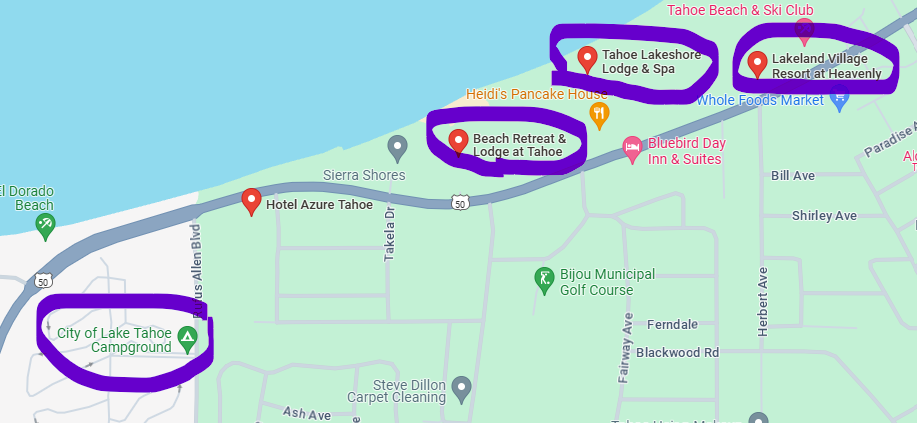 Tahoe Beach & Ski Club
Tahoe Lakeshore
Lodge & Spa
Lakeland Village
Resort at Heavenly
Heidi's Pancake House
Whole Foods Market
Beach Retreat &
Lodge at Tahoe
Bluebird Day
Inn & Suites
Paradise A
Sierra Shores
Bill Ave
El Dorado
Beach
Hotel Azure Tahoe
50
Shirley Ave
Takela Dr
Allen Blvd
50
Bijou Municipal
Golf Course
Herbert Ave
City of Lake Tahoe
Campground
Ferndale
Fairway Ave
Blackwood Rd
Steve Dillon
Carpet Cleaning
Ash Ave